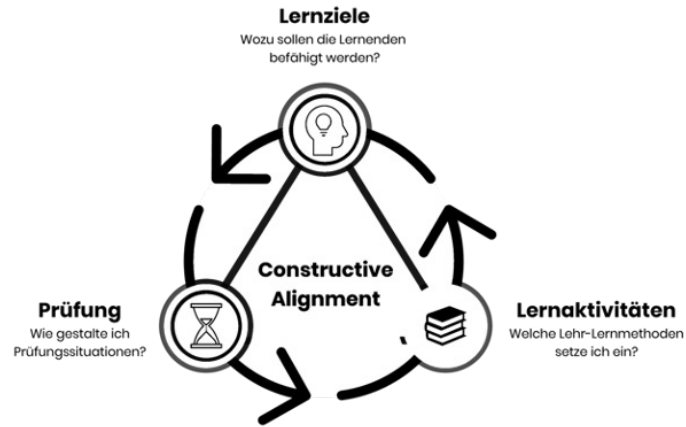 Lernziele
Wozu sollen die Lernenden
befähigt werden?
Constructive
Alignment
Prüfung
Wie gestalte ich
Prüfungssituationen?
Lernaktivitäten
Welche Lehr-Lernmethoden
setze ich ein?